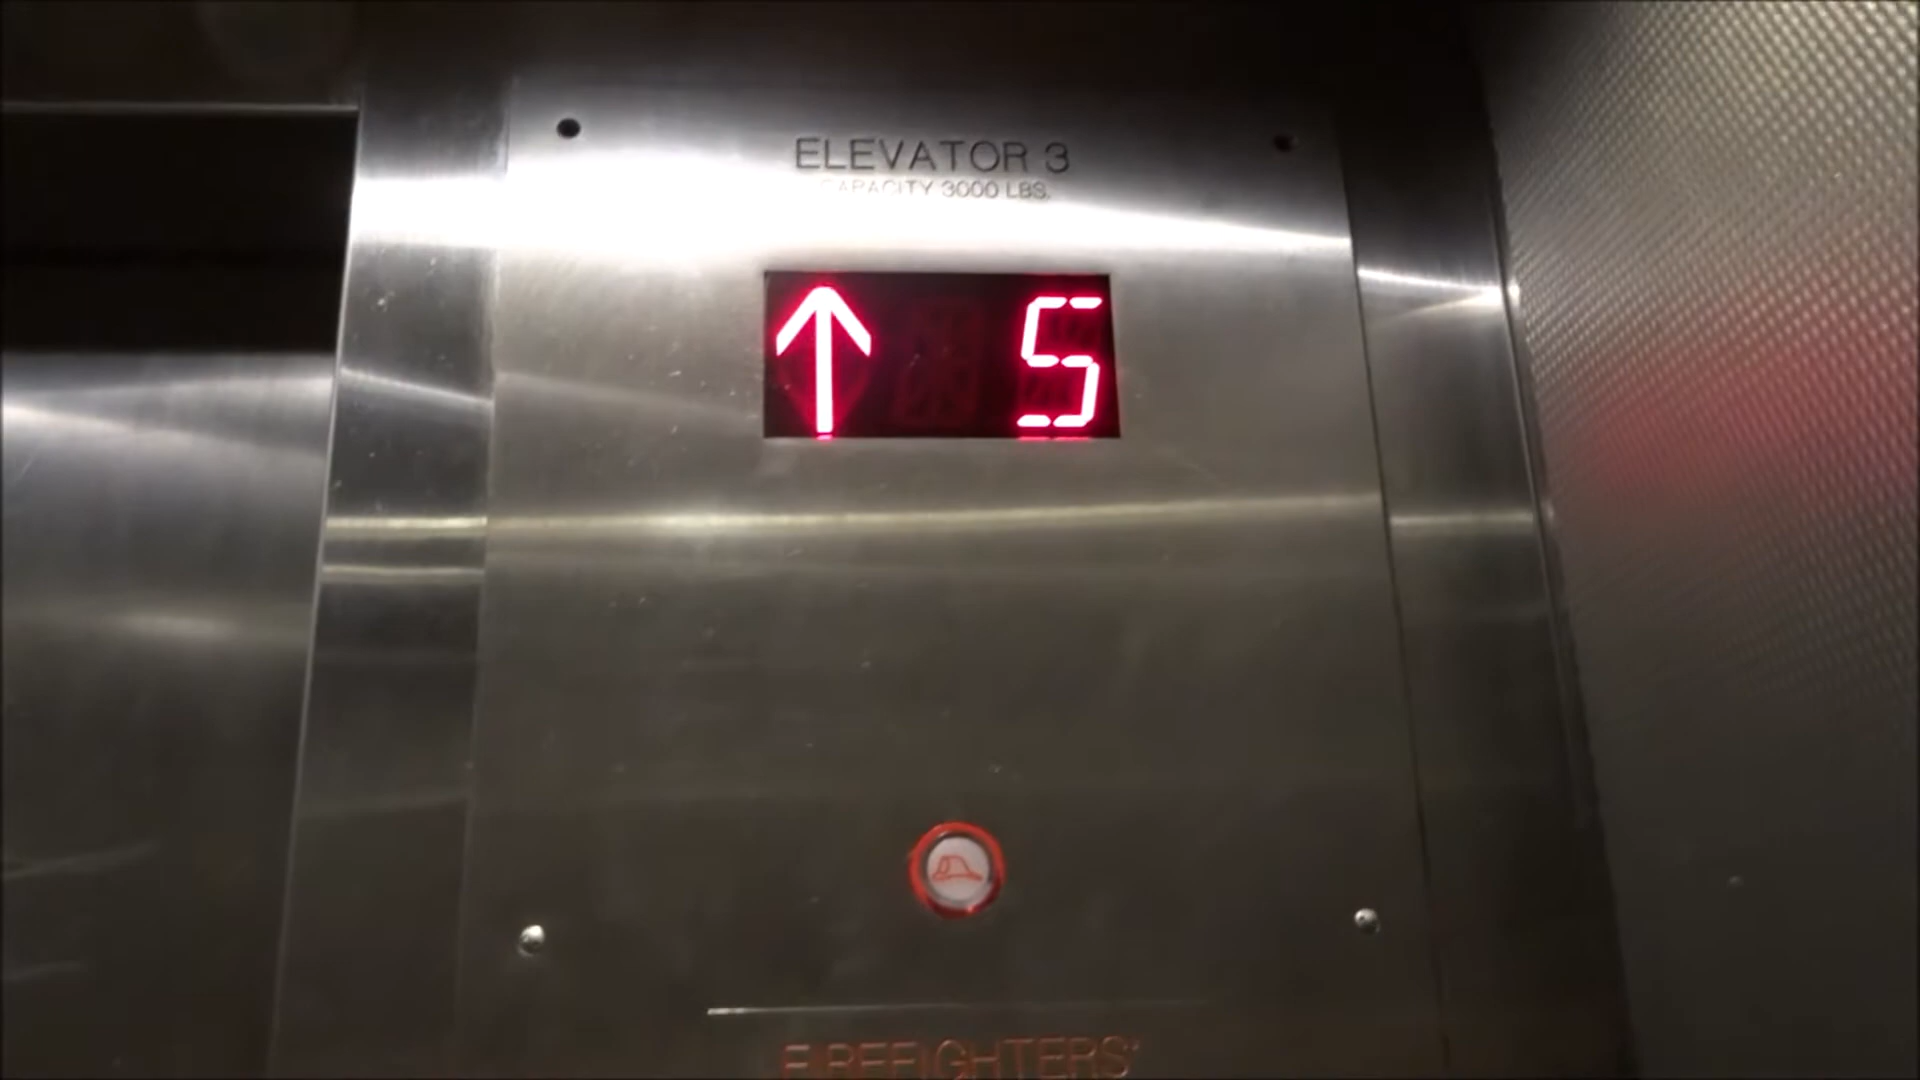 ELEVATOR 3
CAPACITY 3000 LBS.
↑ 5
FIREFIGHTERS'